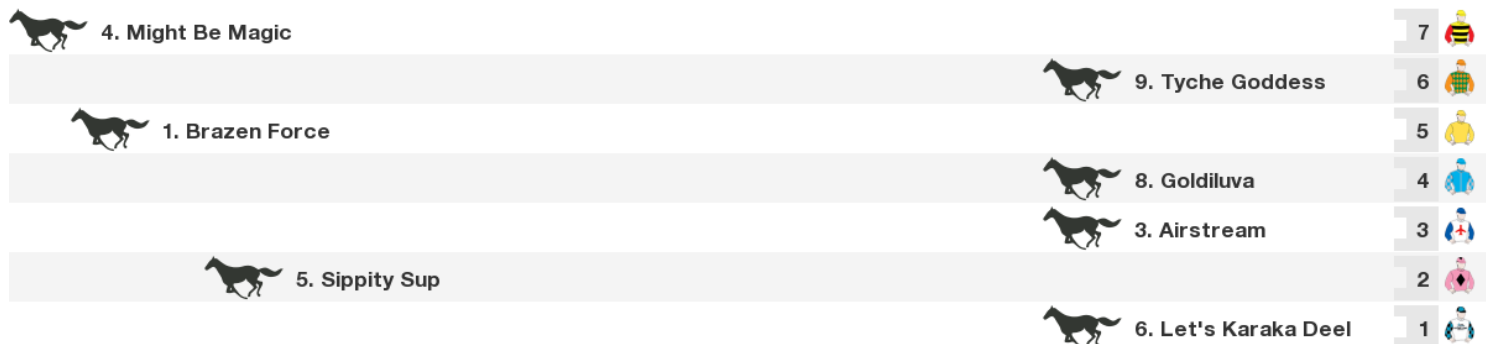 4. Might Be Magic 7
9. Tyche Goddess 6
1. Brazen Force 5
8. Goldiluva 4
3. Airstream 3
5. Sippity Sup 2
6. Let's Karaka Deel 1